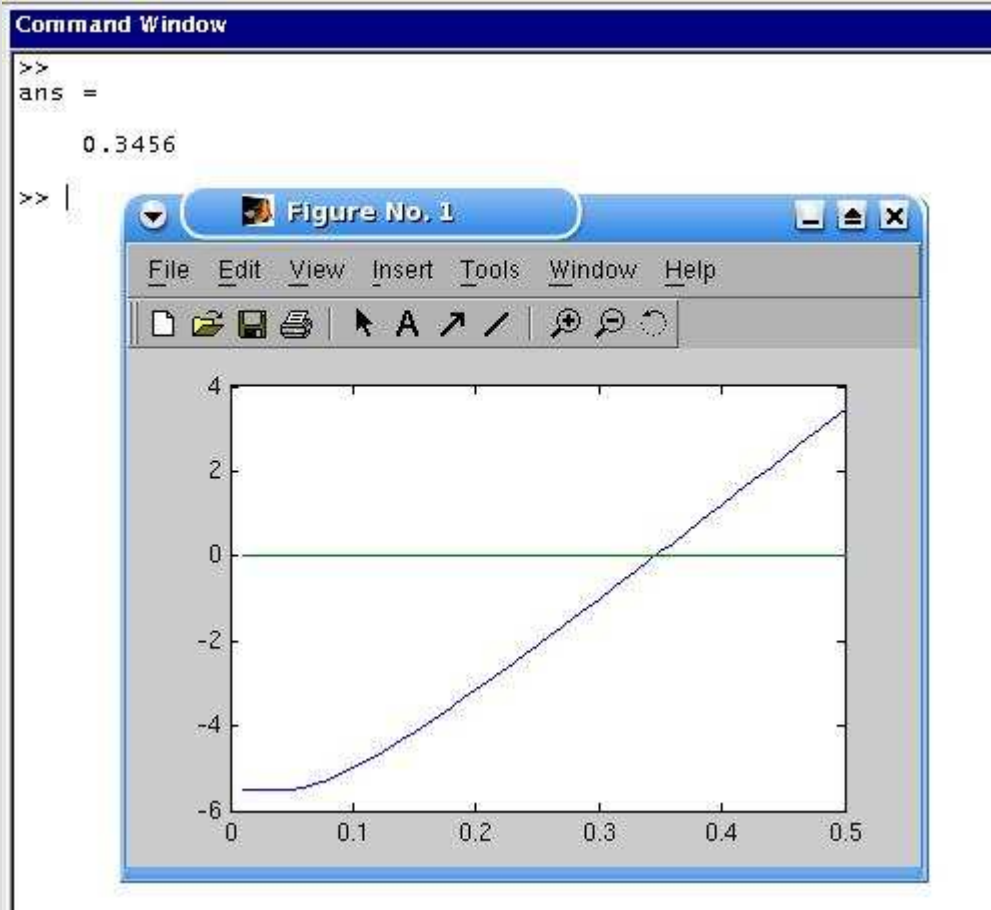 Command Window
>>
ans =
0.3456
>>
Figure No. 1
File Edit View Insert Tools Window Help
A
4
2
0
-2
-4
-6
0 0.1 0.2 0.3 0.4 0.5